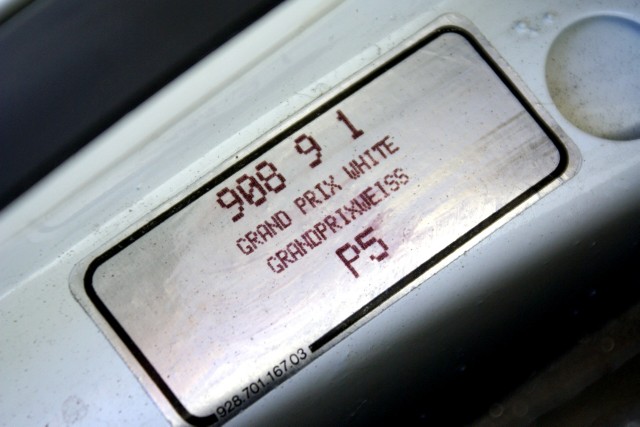 908 9 1
GRAND PRIX WHITE
GRANDPRIXWEISS
P5
928.701.167.03